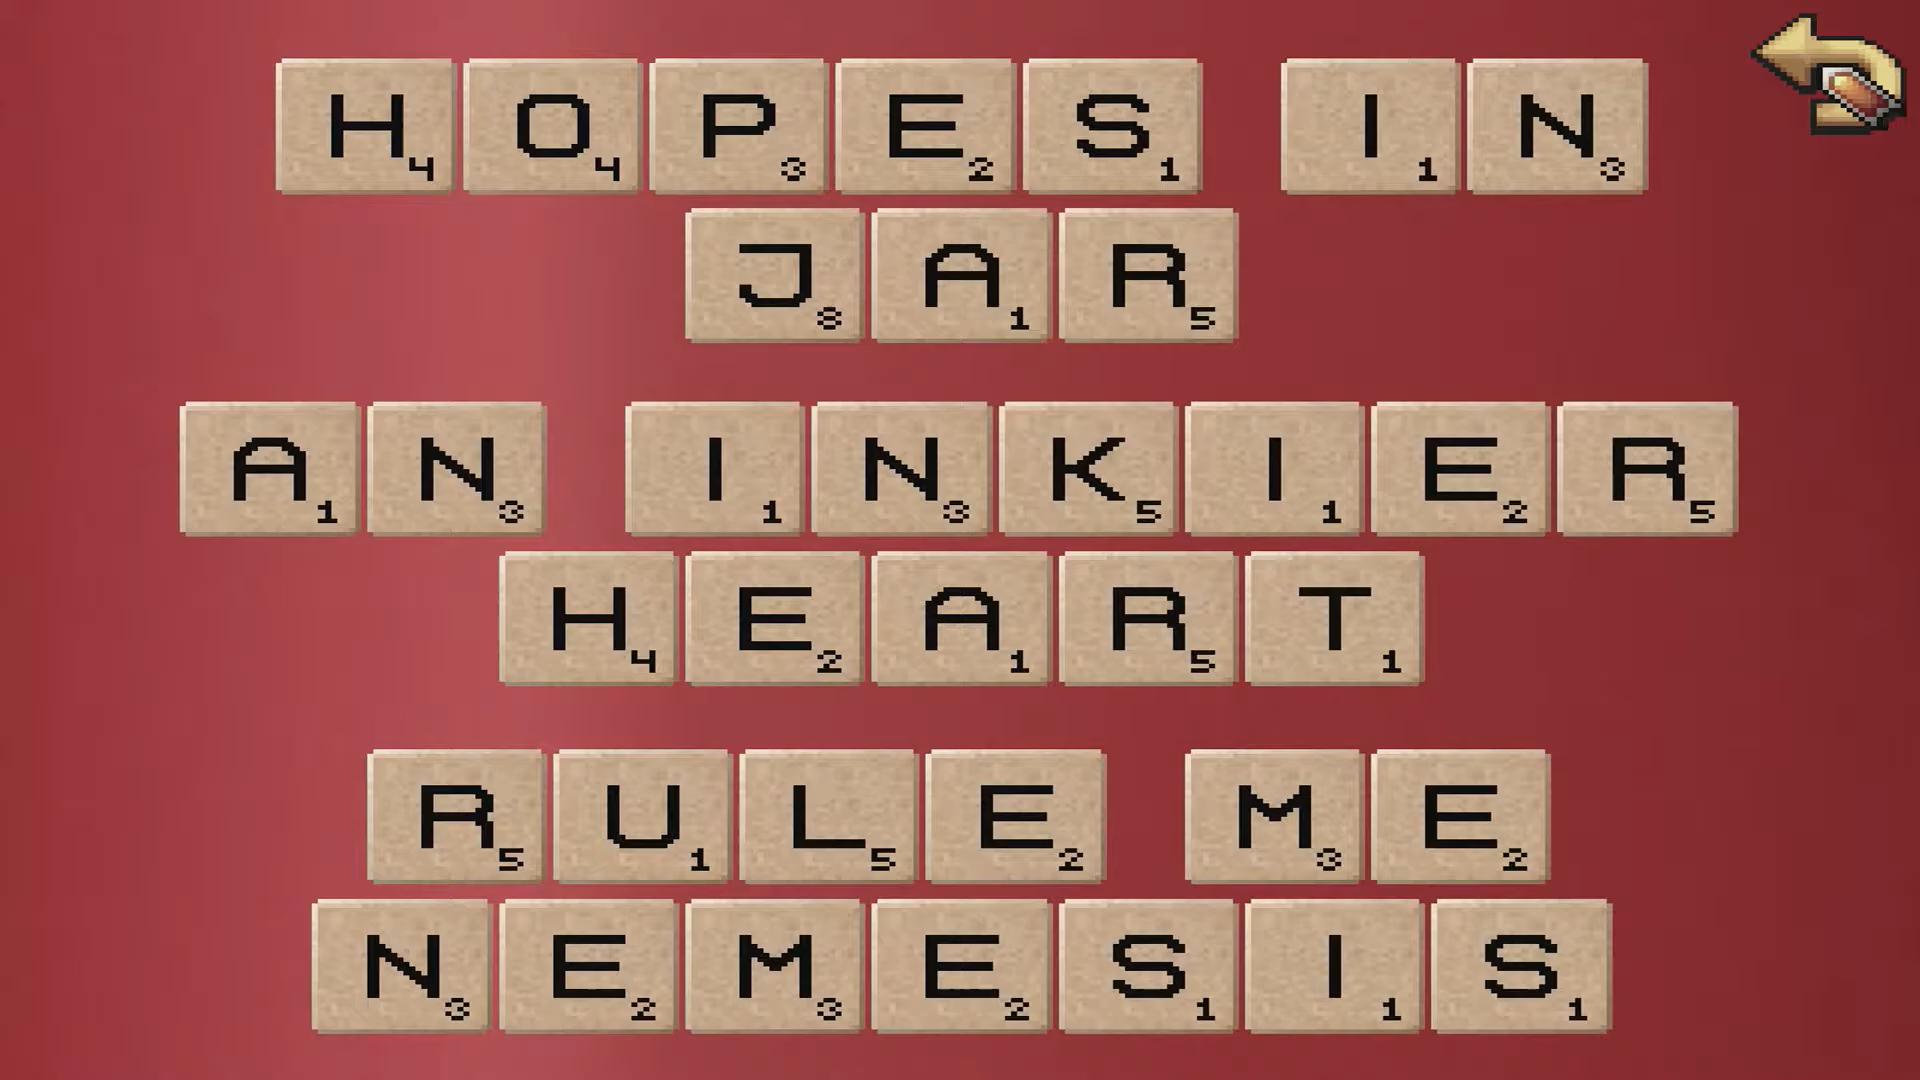 HOPES IN
JAR
AN INKIER
HEART
RULE ME
NEMESIS